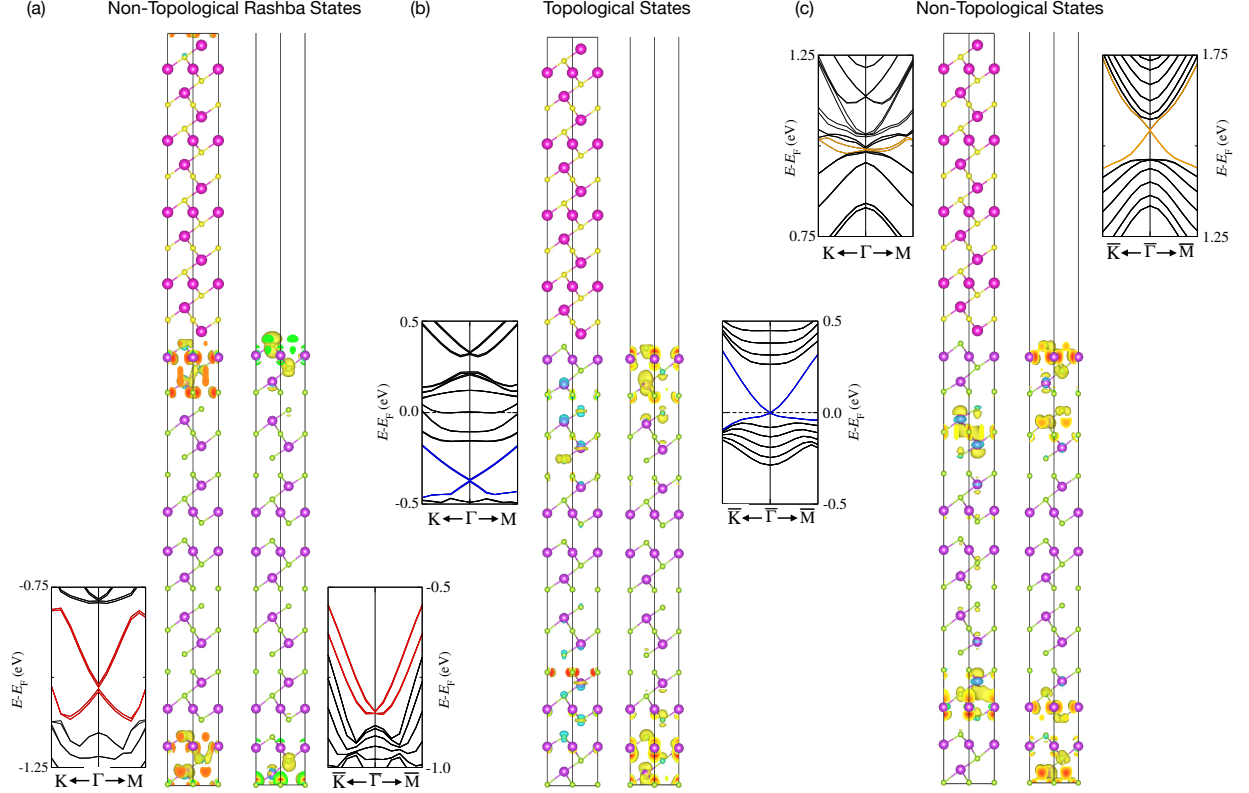 (a)
Non-Topological Rashba States
(b)
Topological States
(c)
Non-Topological States
1.25
E-E_F (eV)
0.75
K ← Γ → M
1.75
E-E_F (eV)
1.25
K̅ ← Γ̅ → M̅
0.5
E-E_F (eV)
0.0
-0.5
K ← Γ → M
0.5
0.0
E-E_F (eV)
-0.5
K̅ ← Γ̅ → M̅
-0.75
E-E_F (eV)
-1.25
K ← Γ → M
-0.5
E-E_F (eV)
-1.0
K̅ ← Γ̅ → M̅